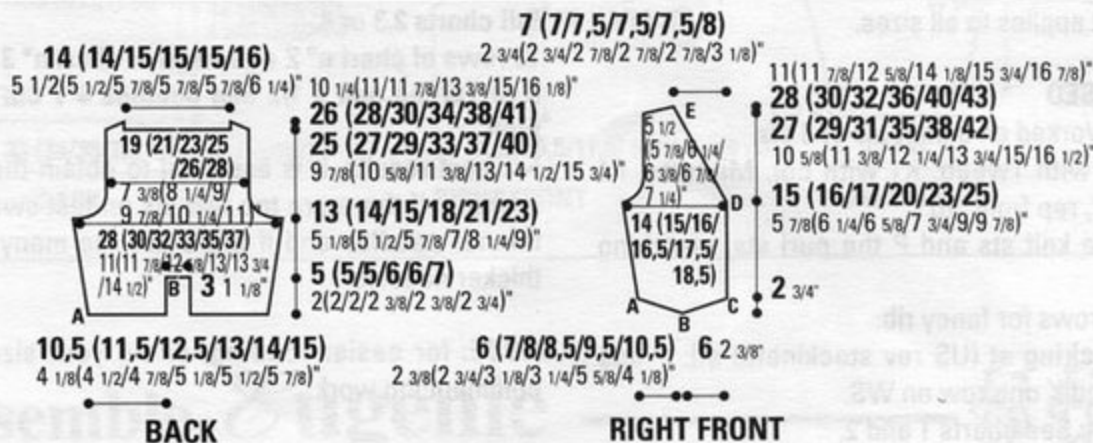 applies to all sizes.
14 (14/15/15/15/16)
5 1/2(5 1/2/5 7/8/5 7/8/5 7/8/6 1/4)"
10 1/4(11/11 7/8/13 3/8/15/16 1/8)"
26 (28/30/34/38/41)
25 (27/29/33/37/40)
9 7/8(10 5/8/11 3/8/13/14 1/2/15 3/4)"
19 (21/23/25
/26/28)
7 3/8(8 1/4/9/
9 7/8/10 1/4/11)"
13 (14/15/18/21/23)
5 1/8(5 1/2/5 7/8/7/8 1/4/9)"
28 (30/32/33/35/37)
11(11 7/8/12 5/8/13/13 3/4
/14 1/2)"
B 3 1 1/8"
5 (5/5/6/6/7)
2(2/2/2 3/8/2 3/8/2 3/4)"
A
10,5 (11,5/12,5/13/14/15)
4 1/8(4 1/2/4 7/8/5 1/8/5 1/2/5 7/8)"
BACK
7 (7/7,5/7,5/7,5/8)
2 3/4(2 3/4/2 7/8/2 7/8/2 7/8/3 1/8)"
11(11 7/8/12 5/8/14 1/8/15 3/4/16 7/8)"
28 (30/32/36/40/43)
27 (29/31/35/38/42)
10 5/8(11 3/8/12 1/4/13 3/4/15/16 1/2)"
E
5 1/2
(5 7/8/6 1/4/
6 3/8/6 7/8/
7 1/4)"
D
15 (16/17/20/23/25)
5 7/8(6 1/4/6 5/8/7 3/4/9/9 7/8)"
14 (15/16/
16,5/17,5/
18,5)
2 3/4"
A
B
C
6 (7/8/8,5/9,5/10,5) 6 2 3/8"
2 3/8(2 3/4/3 1/8/3 1/4/5 5/8/4 1/8)"
RIGHT FRONT